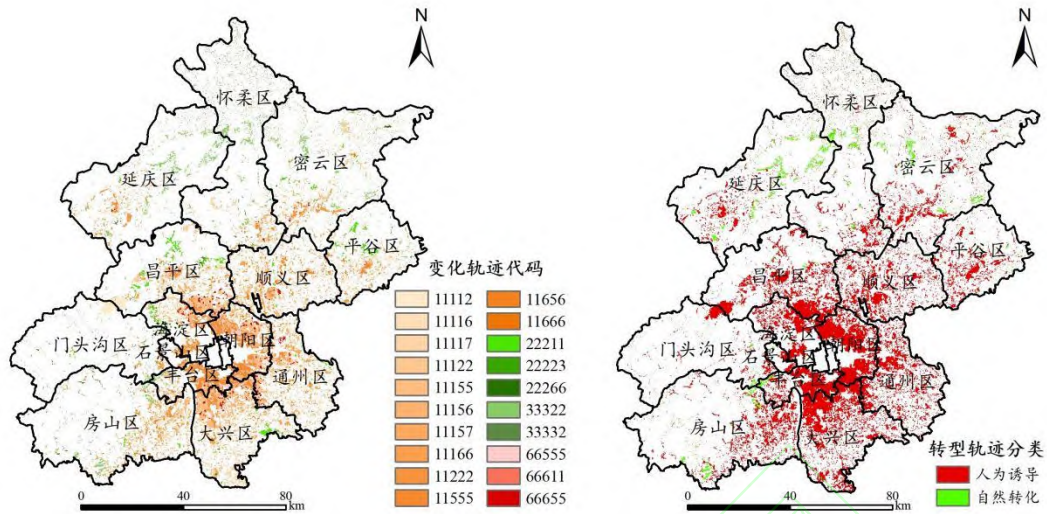 N
怀柔区
密云区
延庆区
平谷区
昌平区
顺义区
海淀区
朝阳区
门头沟区
石景山区
通州区
丰台区
房山区
大兴区
0 40 80
km
变化轨迹代码
11112 11656
11116 11666
11117 22211
11122 22223
11155 22266
11156 33322
11157 33332
11166 66555
11222 66611
11555 66655
N
怀柔区
密云区
延庆区
平谷区
昌平区
顺义区
海淀区
朝阳区
门头沟区
石景山区
通州区
丰台区
房山区
大兴区
0 40 80
km
转型轨迹分类
人为诱导
自然转化